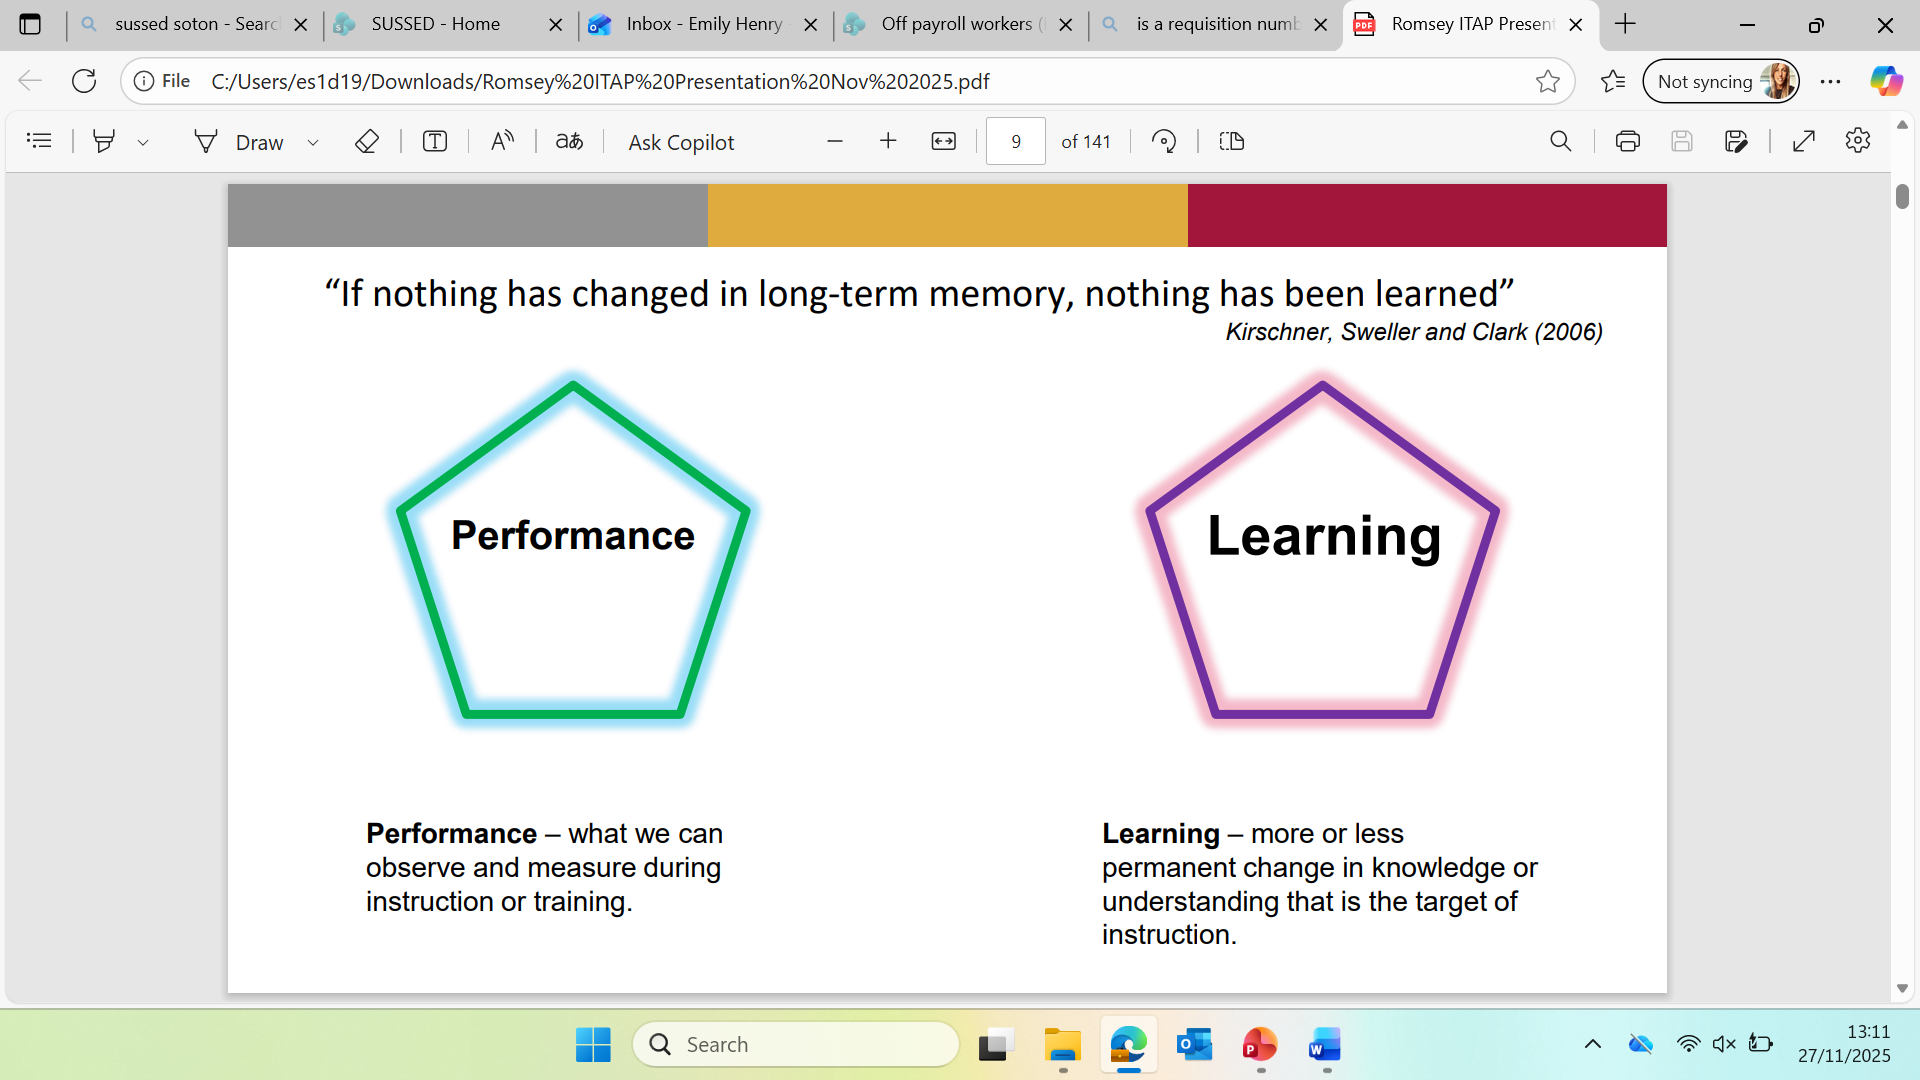 sussed soton - Searc
SUSSED - Home
Inbox - Emily Henry -
Off payroll workers (
is a requisition numb
Romsey ITAP Present
File
C:/Users/es1d19/Downloads/Romsey%20ITAP%20Presentation%20Nov%202025.pdf
Not syncing
Draw
Ask Copilot
9
of 141
“If nothing has changed in long-term memory, nothing has been learned”
Kirschner, Sweller and Clark (2006)
Performance
Learning
Performance – what we can
observe and measure during
instruction or training.
Learning – more or less
permanent change in knowledge or
understanding that is the target of
instruction.
Search
13:11
27/11/2025